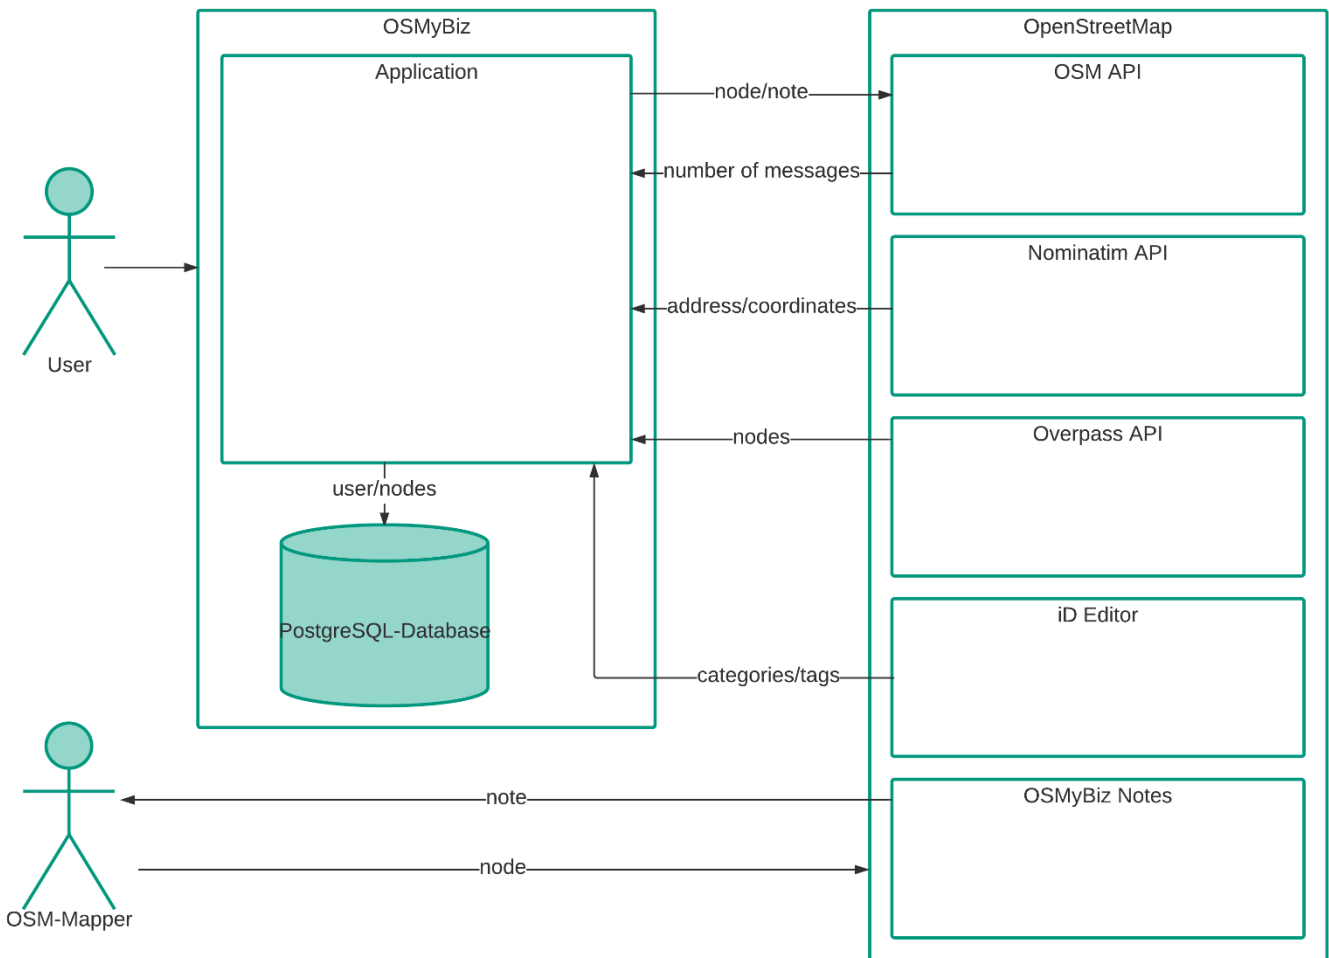 OSMyBiz
OpenStreetMap
Application
OSM API
node/note
number of messages
Nominatim API
address/coordinates
User
Overpass API
nodes
user/nodes
iD Editor
PostgreSQL-Database
categories/tags
OSMyBiz Notes
note
node
OSM-Mapper